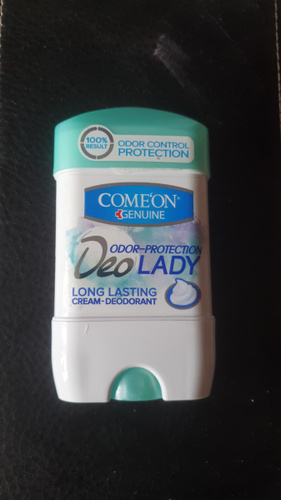 100%
RESULT
ODOR CONTROL
PROTECTION
COME'ON
GENUINE
ODOR-PROTECTION
Deo LADY
LONG LASTING
CREAM-DEODORANT